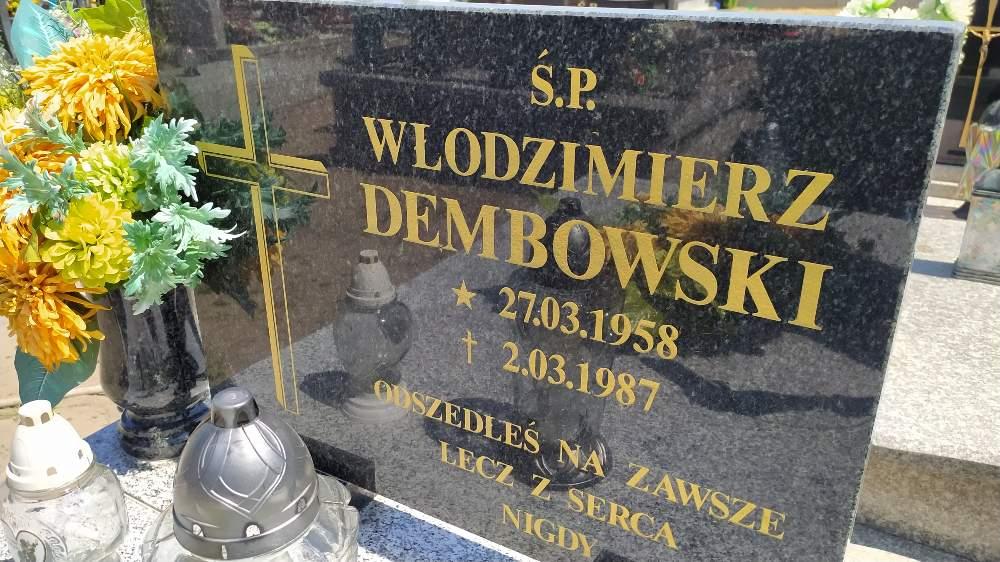 Ś.P.
WŁODZIMIERZ
DEMBOWSKI
★ 27.03.1958
† 2.03.1987
ODSZEDŁEŚ NA ZAWSZE
LECZ Z SERCA
NIGDY